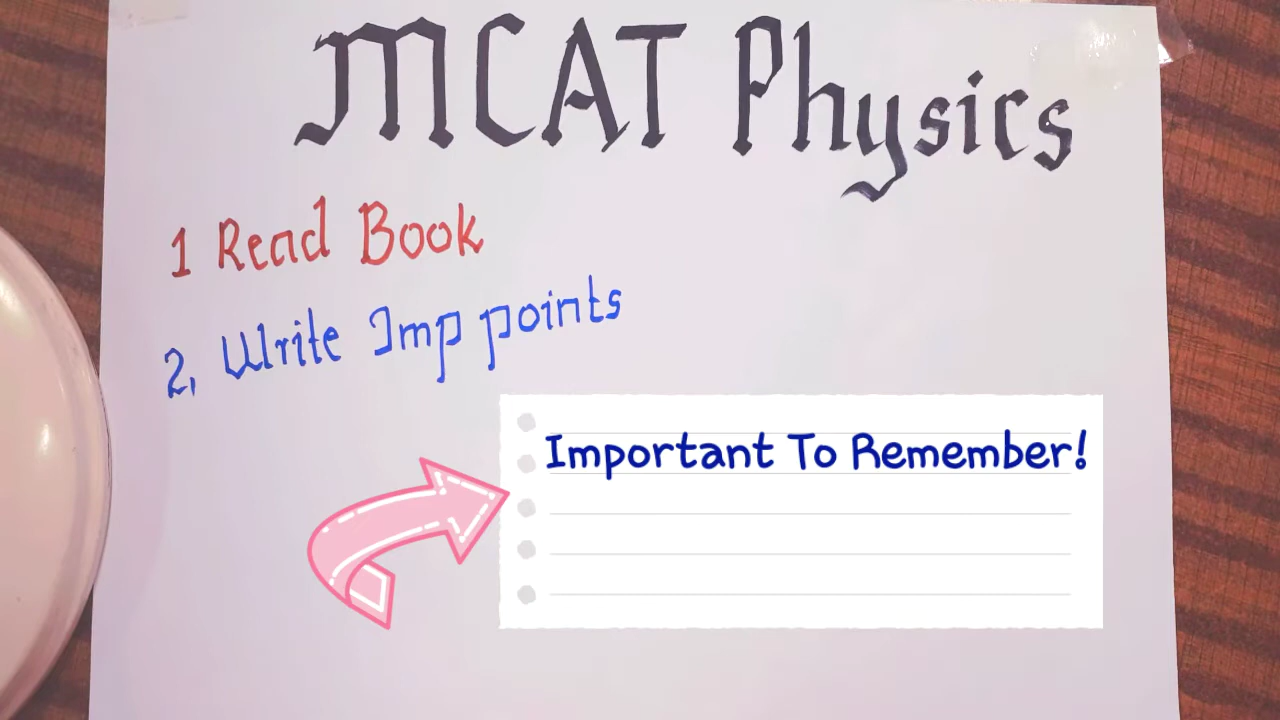 MCAT Physics
1 Read Book
2, Write Imp points
Important To Remember!